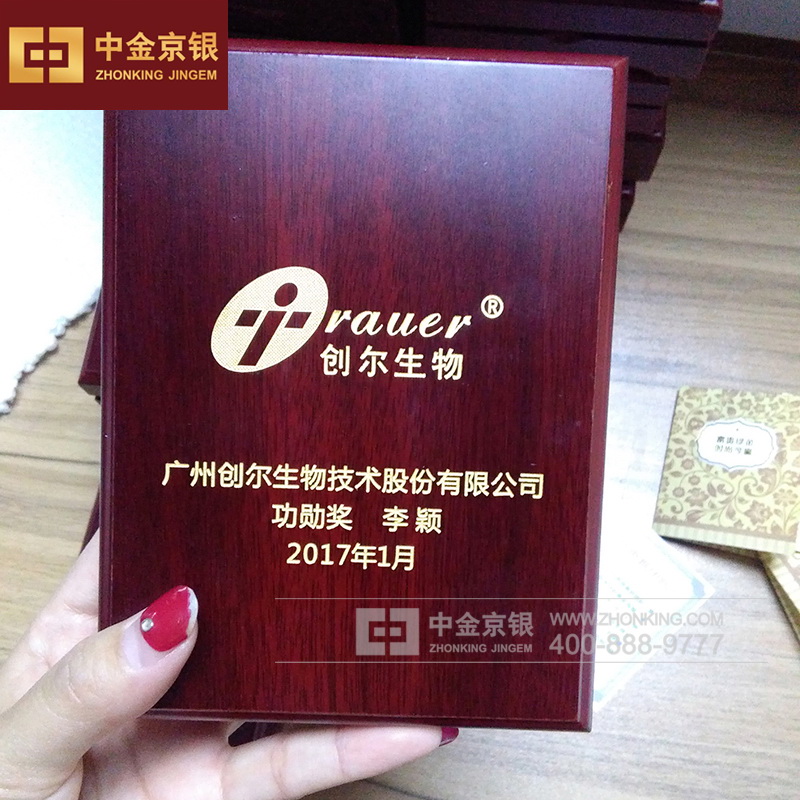 中金京银
ZHONKING JINGEM
rauer®
创尔生物
广州创尔生物技术股份有限公司
功勋奖 李颖
2017年1月
中金京银
ZHONKING JINGEM
WWW.ZHONKING.COM
400-888-9777